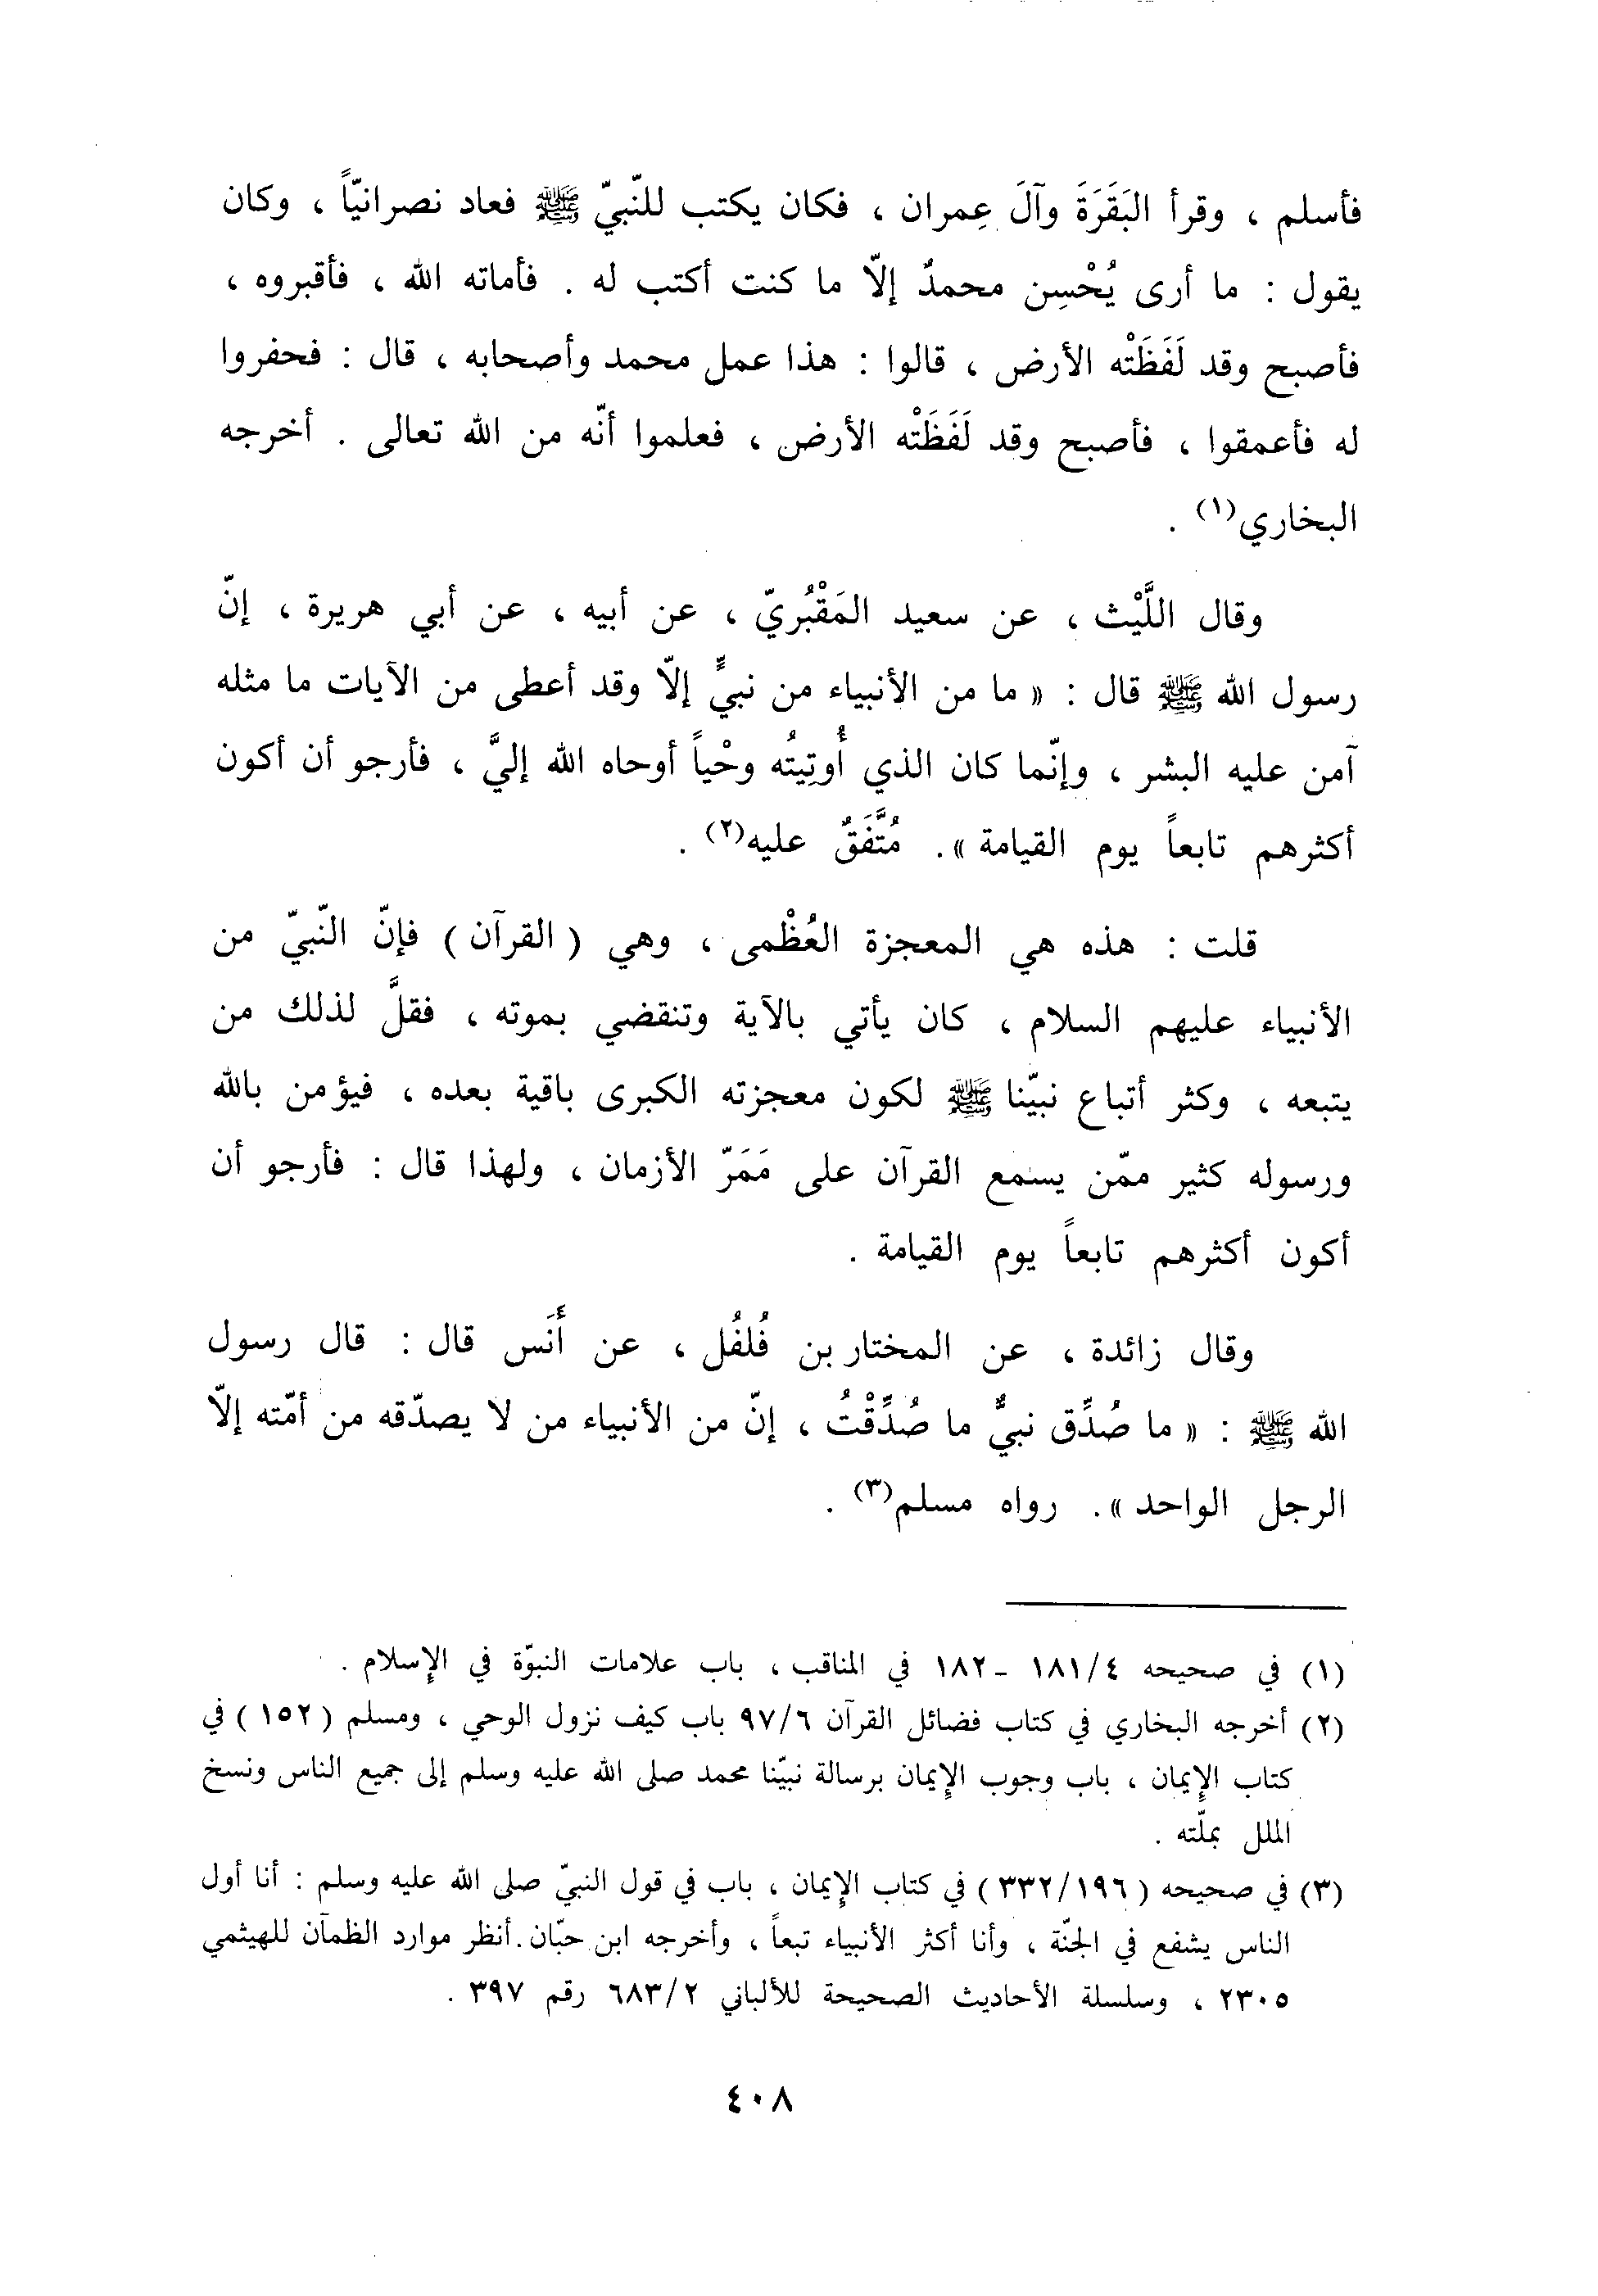 فأسلم ، وقرأ البَقَرَةَ وآلَ عِمران ، فكان يكتب للنّبيّ ﷺ فعاد نصرانيّاً ، وكان
يقول : ما أرى يُحْسِن محمدٌ إلّا ما كنت أكتب له . فأماته الله ، فأقبروه ،
فأصبح وقد لَفَظَتْه الأرض ، قالوا : هذا عمل محمد وأصحابه ، قال : فحفروا
له فأعمقوا ، فأصبح وقد لَفَظَتْه الأرض ، فعلموا أنّه من الله تعالى . أخرجه
البخاري(١) .
وقال اللَّيْث ، عن سعيد المَقْبُريّ ، عن أبيه ، عن أبي هريرة ، إنّ
رسول الله ﷺ قال : « ما من الأنبياء من نبيٍّ إلّا وقد أعطى من الآيات ما مثله
آمن عليه البشر ، وإنّما كان الذي أُوتِيتُه وحْياً أوحاه الله إليَّ ، فأرجو أن أكون
أكثرهم تابعاً يوم القيامة ». مُتَّفَقٌ عليه(٢) .
قلت : هذه هي المعجزة العُظْمى ، وهي ( القرآن ) فإنّ النّبيّ من
الأنبياء عليهم السلام ، كان يأتي بالآية وتنقضي بموته ، فقلَّ لذلك من
يتبعه ، وكثر أتباع نبيّنا ﷺ لكون معجزته الكبرى باقية بعده ، فيؤمن بالله
ورسوله كثير ممّن يسمع القرآن على مَمَرّ الأزمان ، ولهذا قال : فأرجو أن
أكون أكثرهم تابعاً يوم القيامة .
وقال زائدة ، عن المختار بن فُلفُل ، عن أَنَس قال : قال رسول
الله ﷺ : « ما صُدِّق نبيٌّ ما صُدِّقْتُ ، إنّ من الأنبياء من لا يصدّقه من أمّته إلّا
الرجل الواحد ». رواه مسلم(٣) .
(١) في صحيحه ١٨١/٤ ـ ١٨٢ في المناقب ، باب علامات النبوّة في الإسلام .
(٢) أخرجه البخاري في كتاب فضائل القرآن ٩٧/٦ باب كيف نزول الوحي ، ومسلم ( ١٥٢ ) في
كتاب الإيمان ، باب وجوب الإيمان برسالة نبيّنا محمد صلى الله عليه وسلم إلى جميع الناس ونسخ
الملل بملّته .
(٣) في صحيحه ( ٣٣٢/١٩٦ ) في كتاب الإيمان ، باب في قول النبيّ صلى الله عليه وسلم : أنا أول
الناس يشفع في الجنّة ، وأنا أكثر الأنبياء تبعاً ، وأخرجه ابن حبّان . أنظر موارد الظمآن للهيثمي
٢٣٠٥ ، وسلسلة الأحاديث الصحيحة للألباني ٦٨٣/٢ رقم ٣٩٧ .
٤٠٨